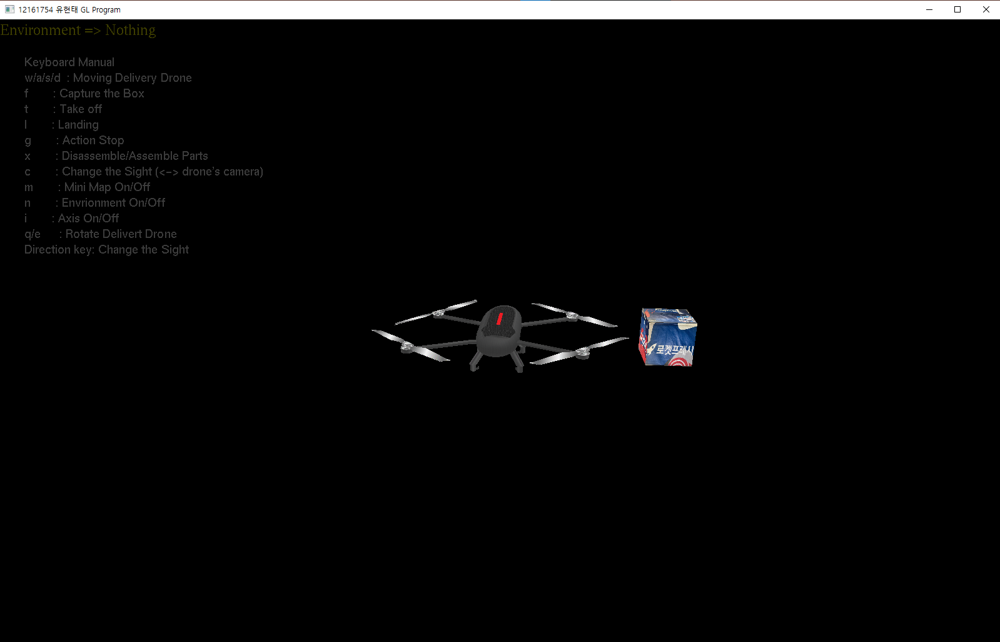 12161754 유현태 GL Program
Environment => Nothing
Keyboard Manual
w/a/s/d : Moving Delivery Drone
f : Capture the Box
t : Take off
l : Landing
g : Action Stop
x : Disassemble/Assemble Parts
c : Change the Sight (<-> drone's camera)
m : Mini Map On/Off
n : Envrionment On/Off
i : Axis On/Off
q/e : Rotate Delivert Drone
Direction key: Change the Sight
로켓프레시